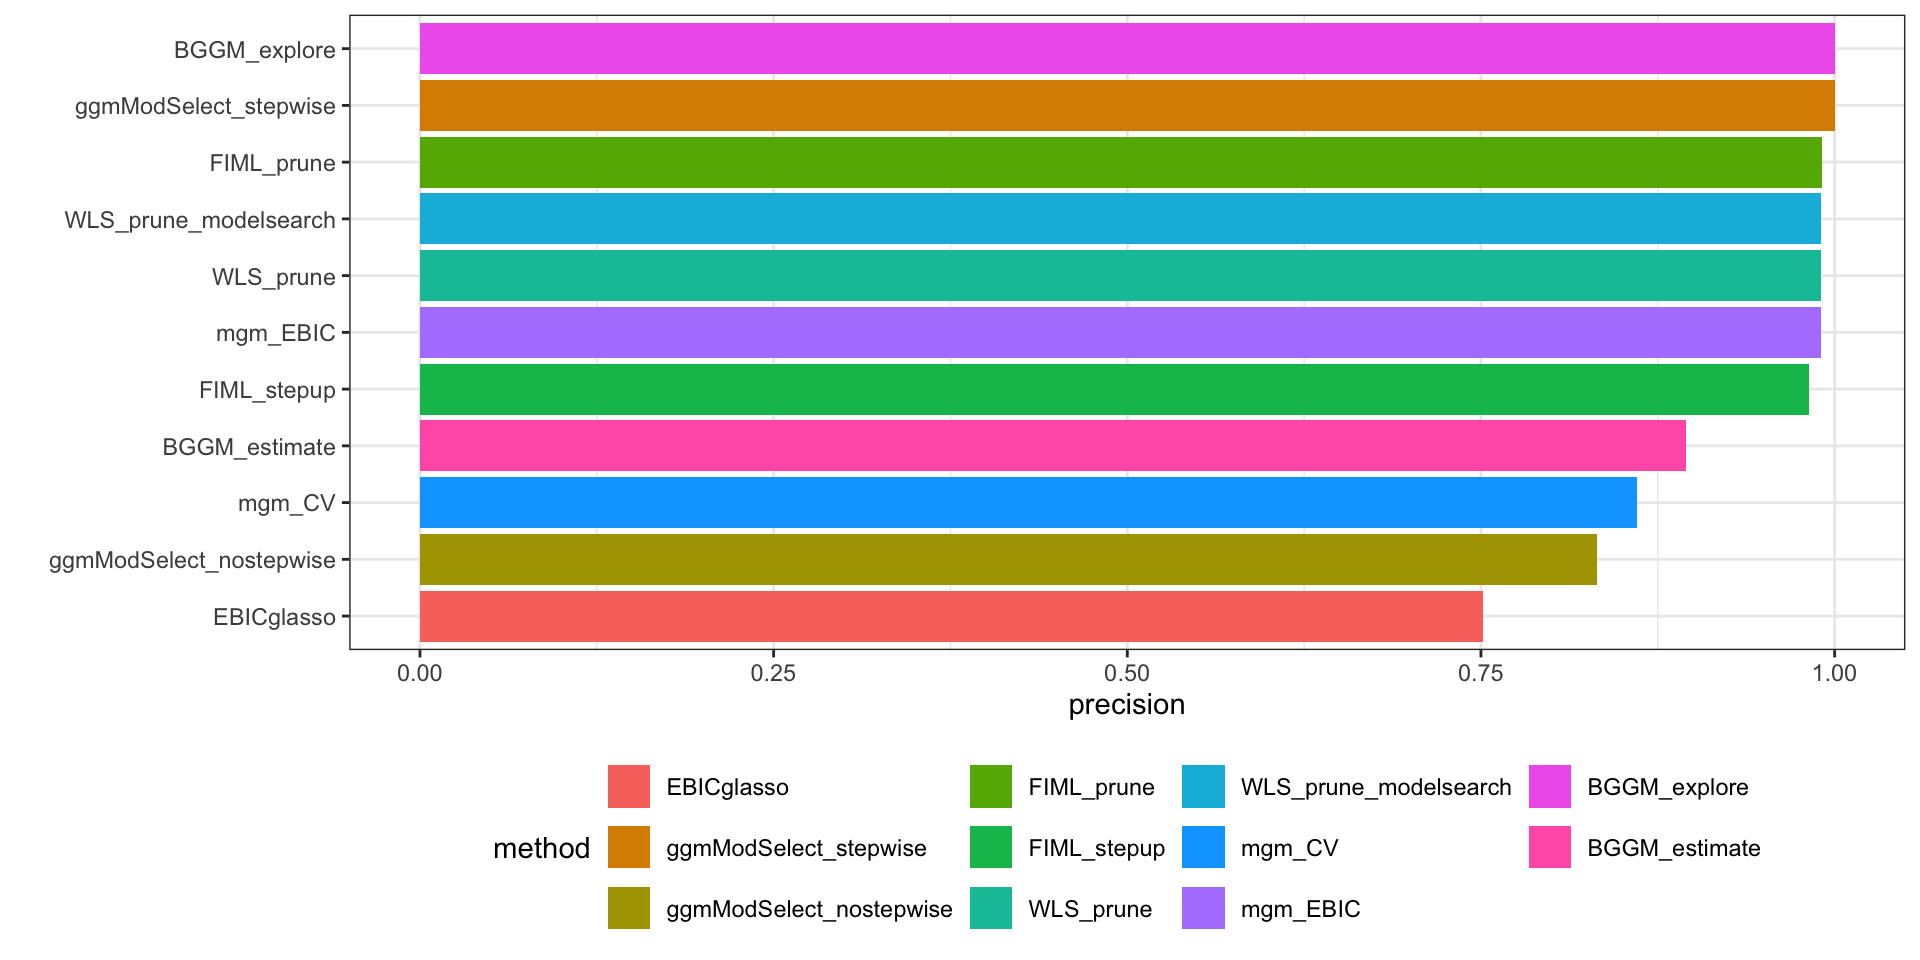 BGGM_explore
ggmModSelect_stepwise
FIML_prune
WLS_prune_modelsearch
WLS_prune
mgm_EBIC
FIML_stepup
BGGM_estimate
mgm_CV
ggmModSelect_nostepwise
EBICglasso
0.00 0.25 0.50 0.75 1.00
precision
EBICglasso FIML_prune WLS_prune_modelsearch BGGM_explore
method ggmModSelect_stepwise FIML_stepup mgm_CV BGGM_estimate
ggmModSelect_nostepwise WLS_prune mgm_EBIC